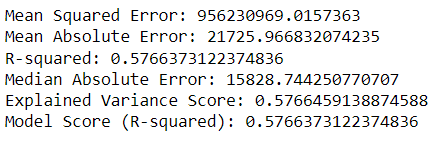 Mean Squared Error: 956230969.0157363
Mean Absolute Error: 21725.966832074235
R-squared: 0.5766373122374836
Median Absolute Error: 15828.744250770707
Explained Variance Score: 0.5766459138874588
Model Score (R-squared): 0.5766373122374836